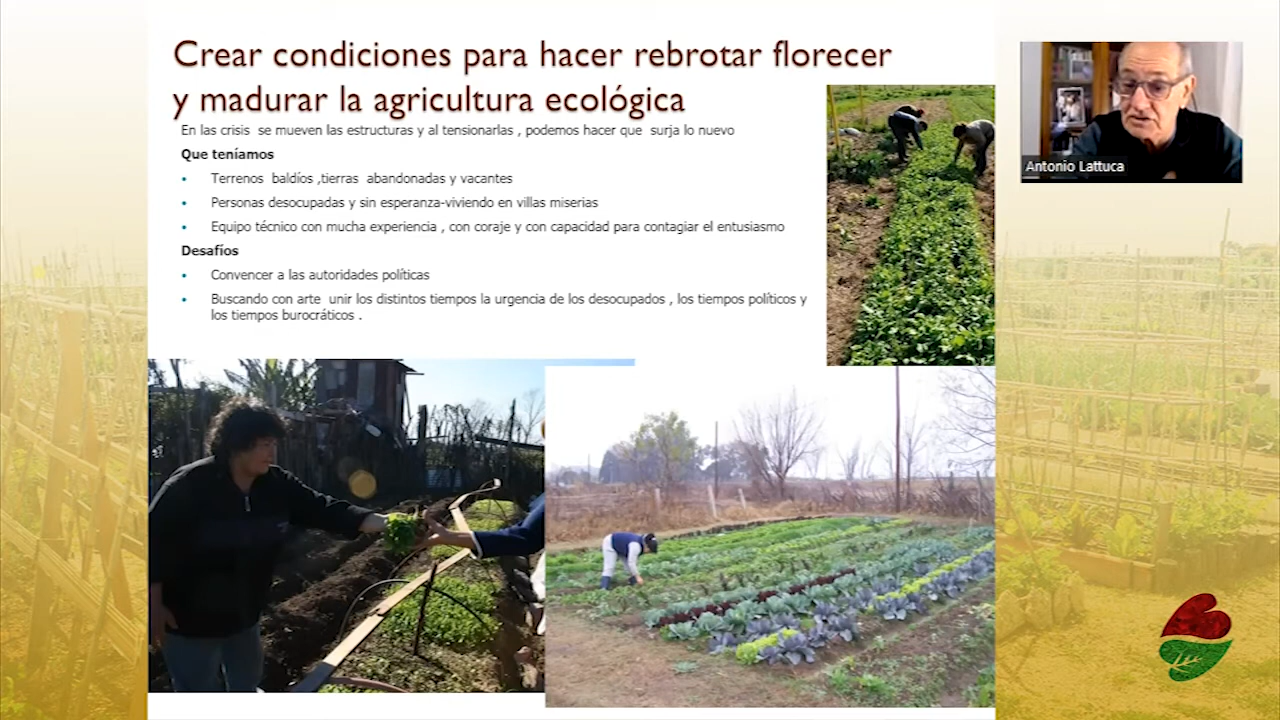 Crear condiciones para hacer rebrotar florecer
y madurar la agricultura ecológica
En las crisis se mueven las estructuras y al tensionarlas , podemos hacer que surja lo nuevo
Que teníamos
• Terrenos baldíos ,tierras abandonadas y vacantes
• Personas desocupadas y sin esperanza-viviendo en villas miserias
• Equipo técnico con mucha experiencia , con coraje y con capacidad para contagiar el entusiasmo
Desafíos
• Convencer a las autoridades políticas
• Buscando con arte unir los distintos tiempos la urgencia de los desocupados , los tiempos políticos y
los tiempos burocráticos .
Antonio Lattuca